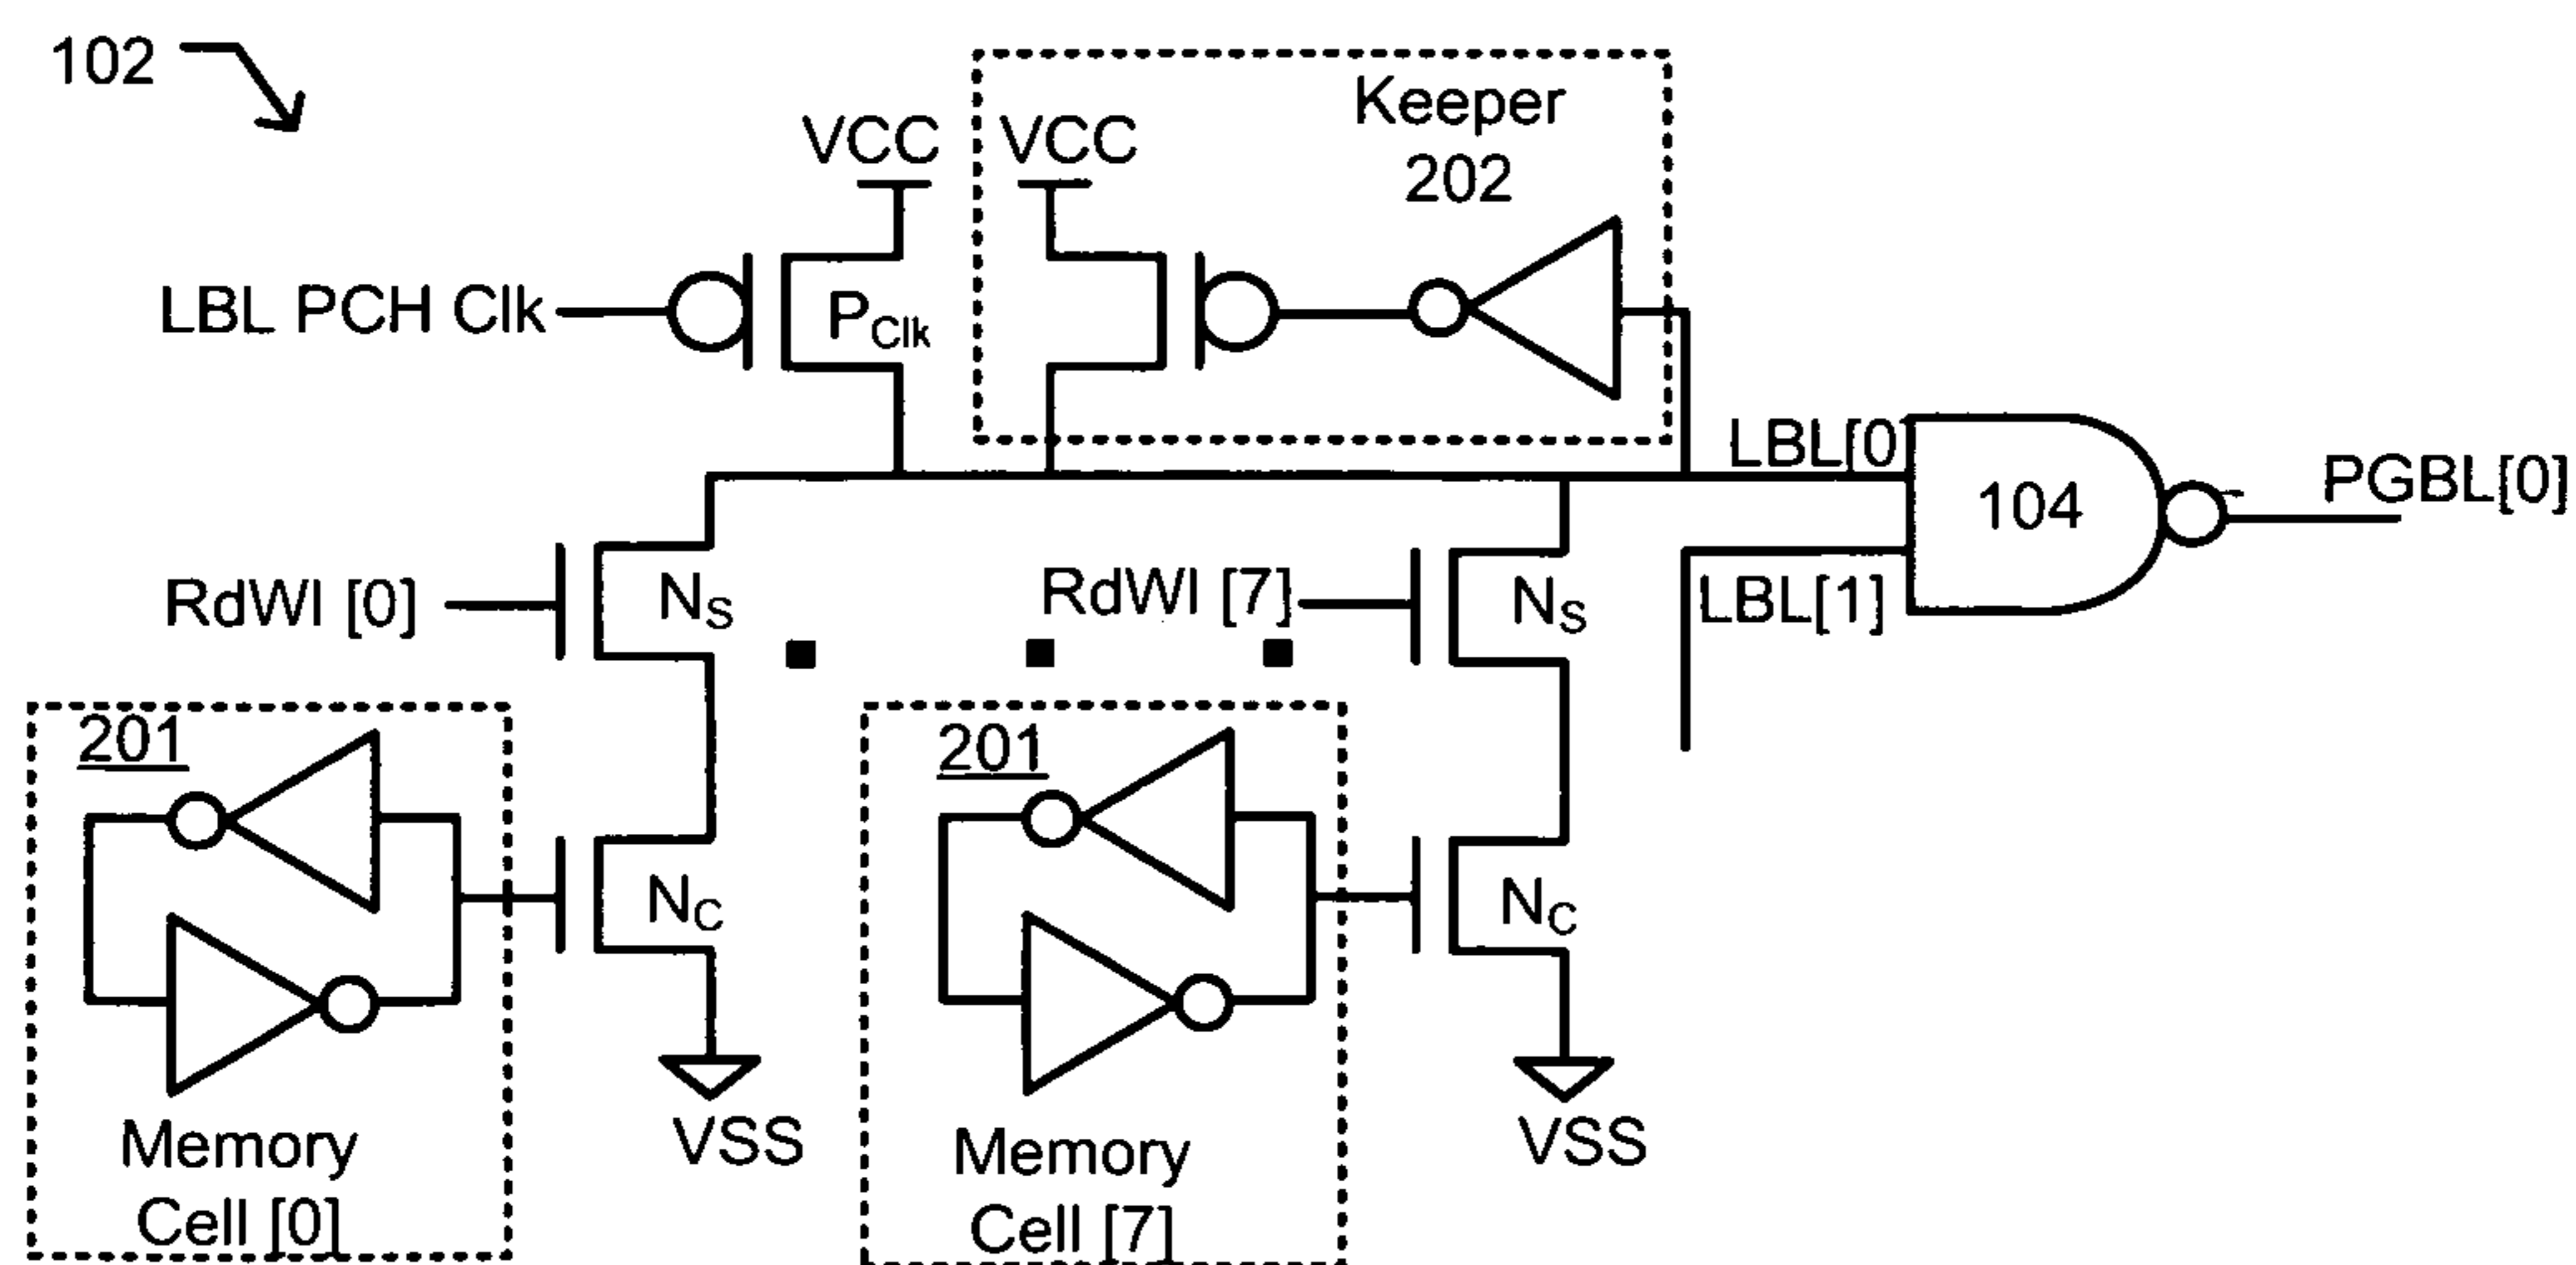 102
Keeper
202
VCC
VCC
LBL PCH Clk
PClk
LBL[0
104
PGBL[0]
LBL[1]
RdWl [0]
NS
RdWl [7]
NS
201
NC
201
NC
Memory
Cell [0]
VSS
Memory
Cell [7]
VSS